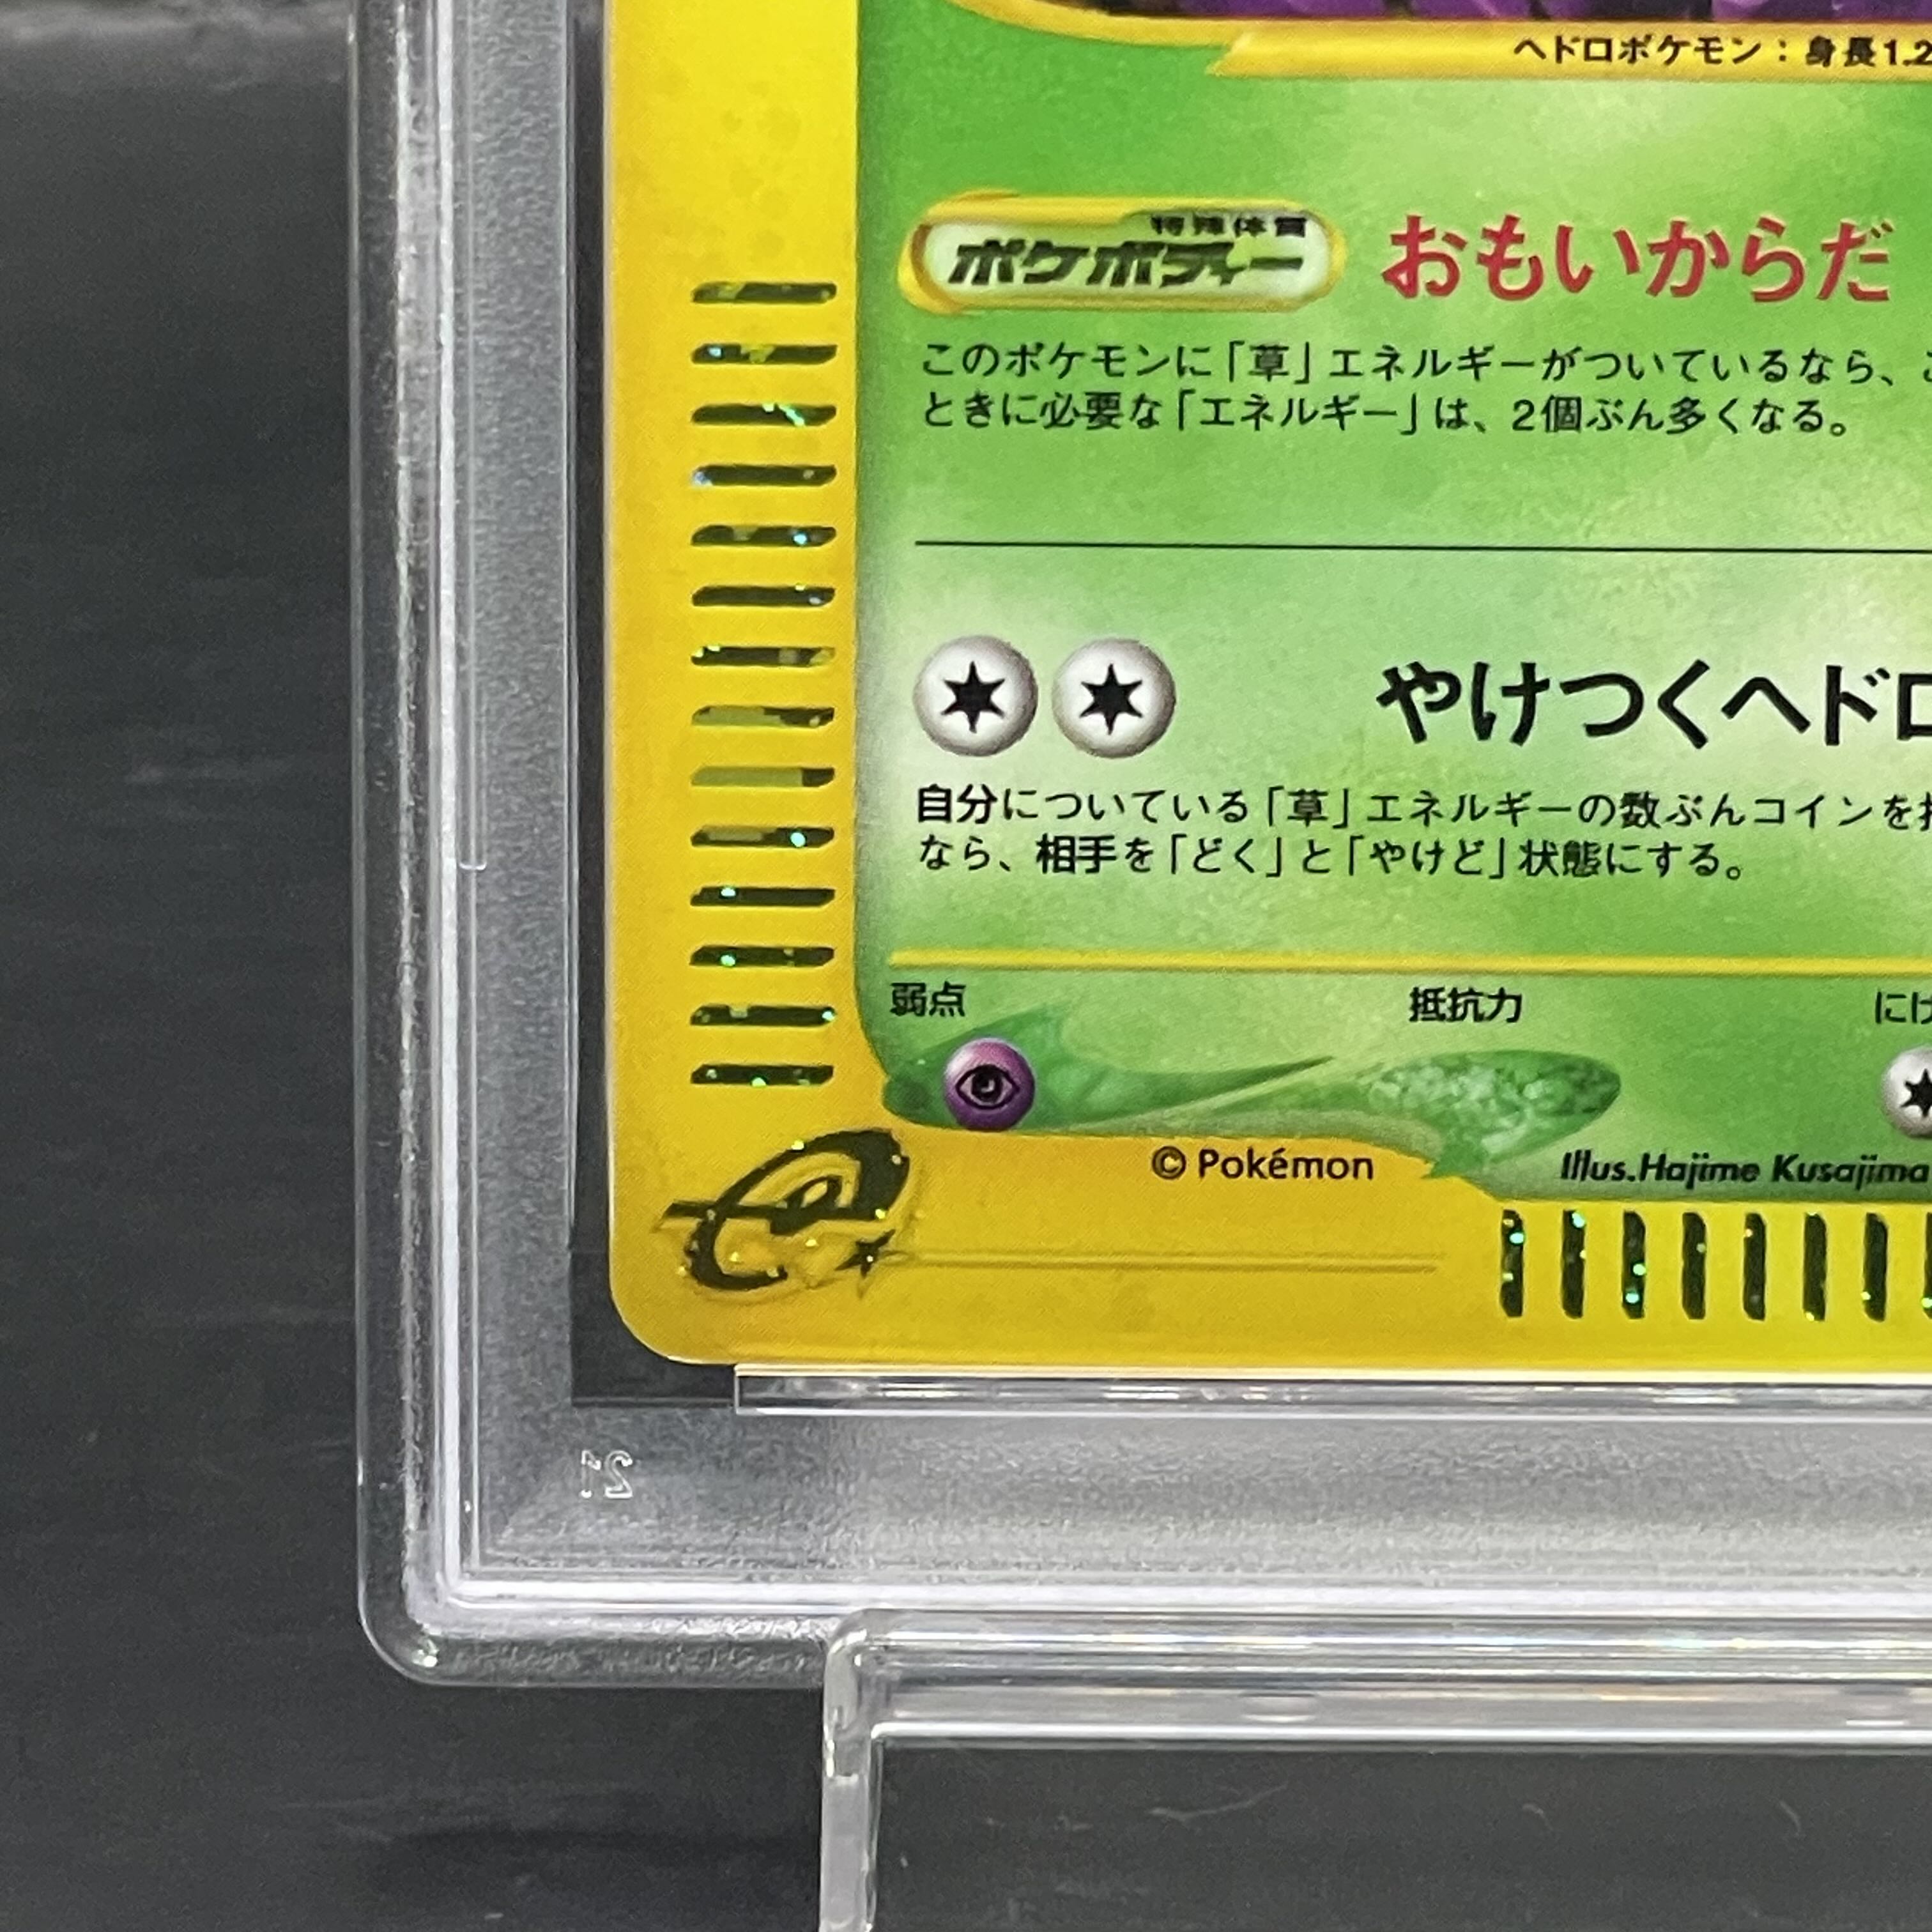 ヘドロポケモン：身長1.2
特殊体質
ポケボディー おもいからだ
このポケモンに「草」エネルギーがついているなら、
ときに必要な「エネルギー」は、2個ぶん多くなる。
やけつくヘドロ
自分についている「草」エネルギーの数ぶんコインを
なら、相手を「どく」と「やけど」状態にする。
弱点 抵抗力 にけ
© Pokémon Illus.Hajime Kusajima
e
21